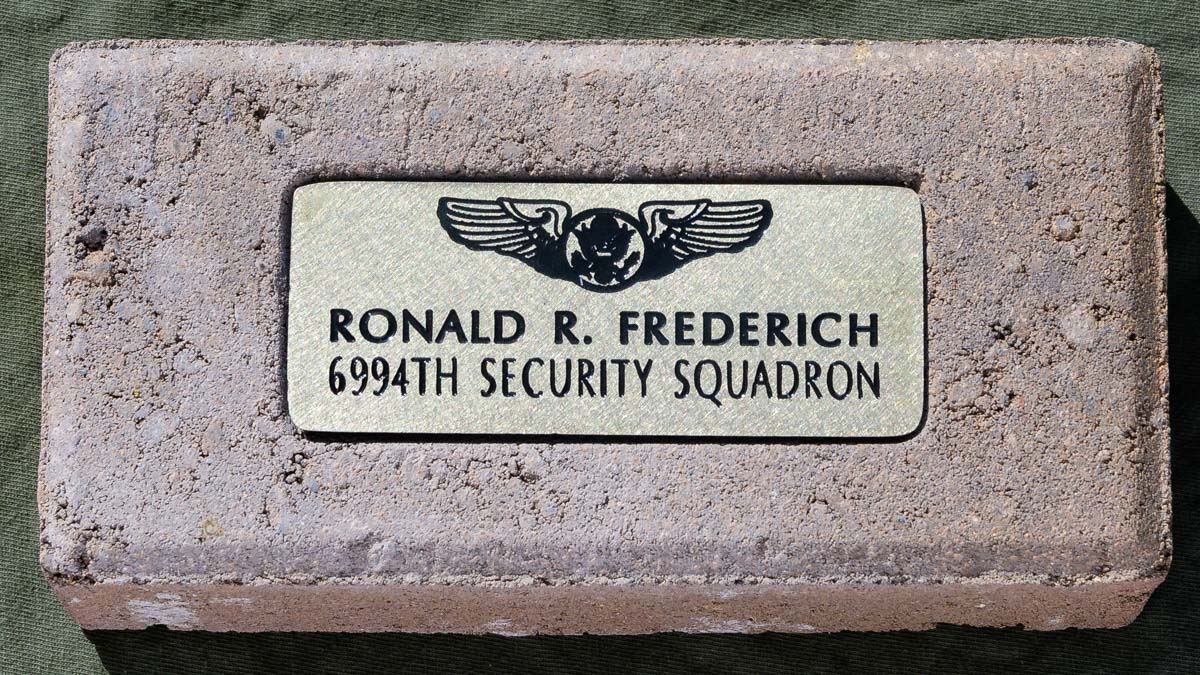 RONALD R. FREDERICH
6994TH SECURITY SQUADRON